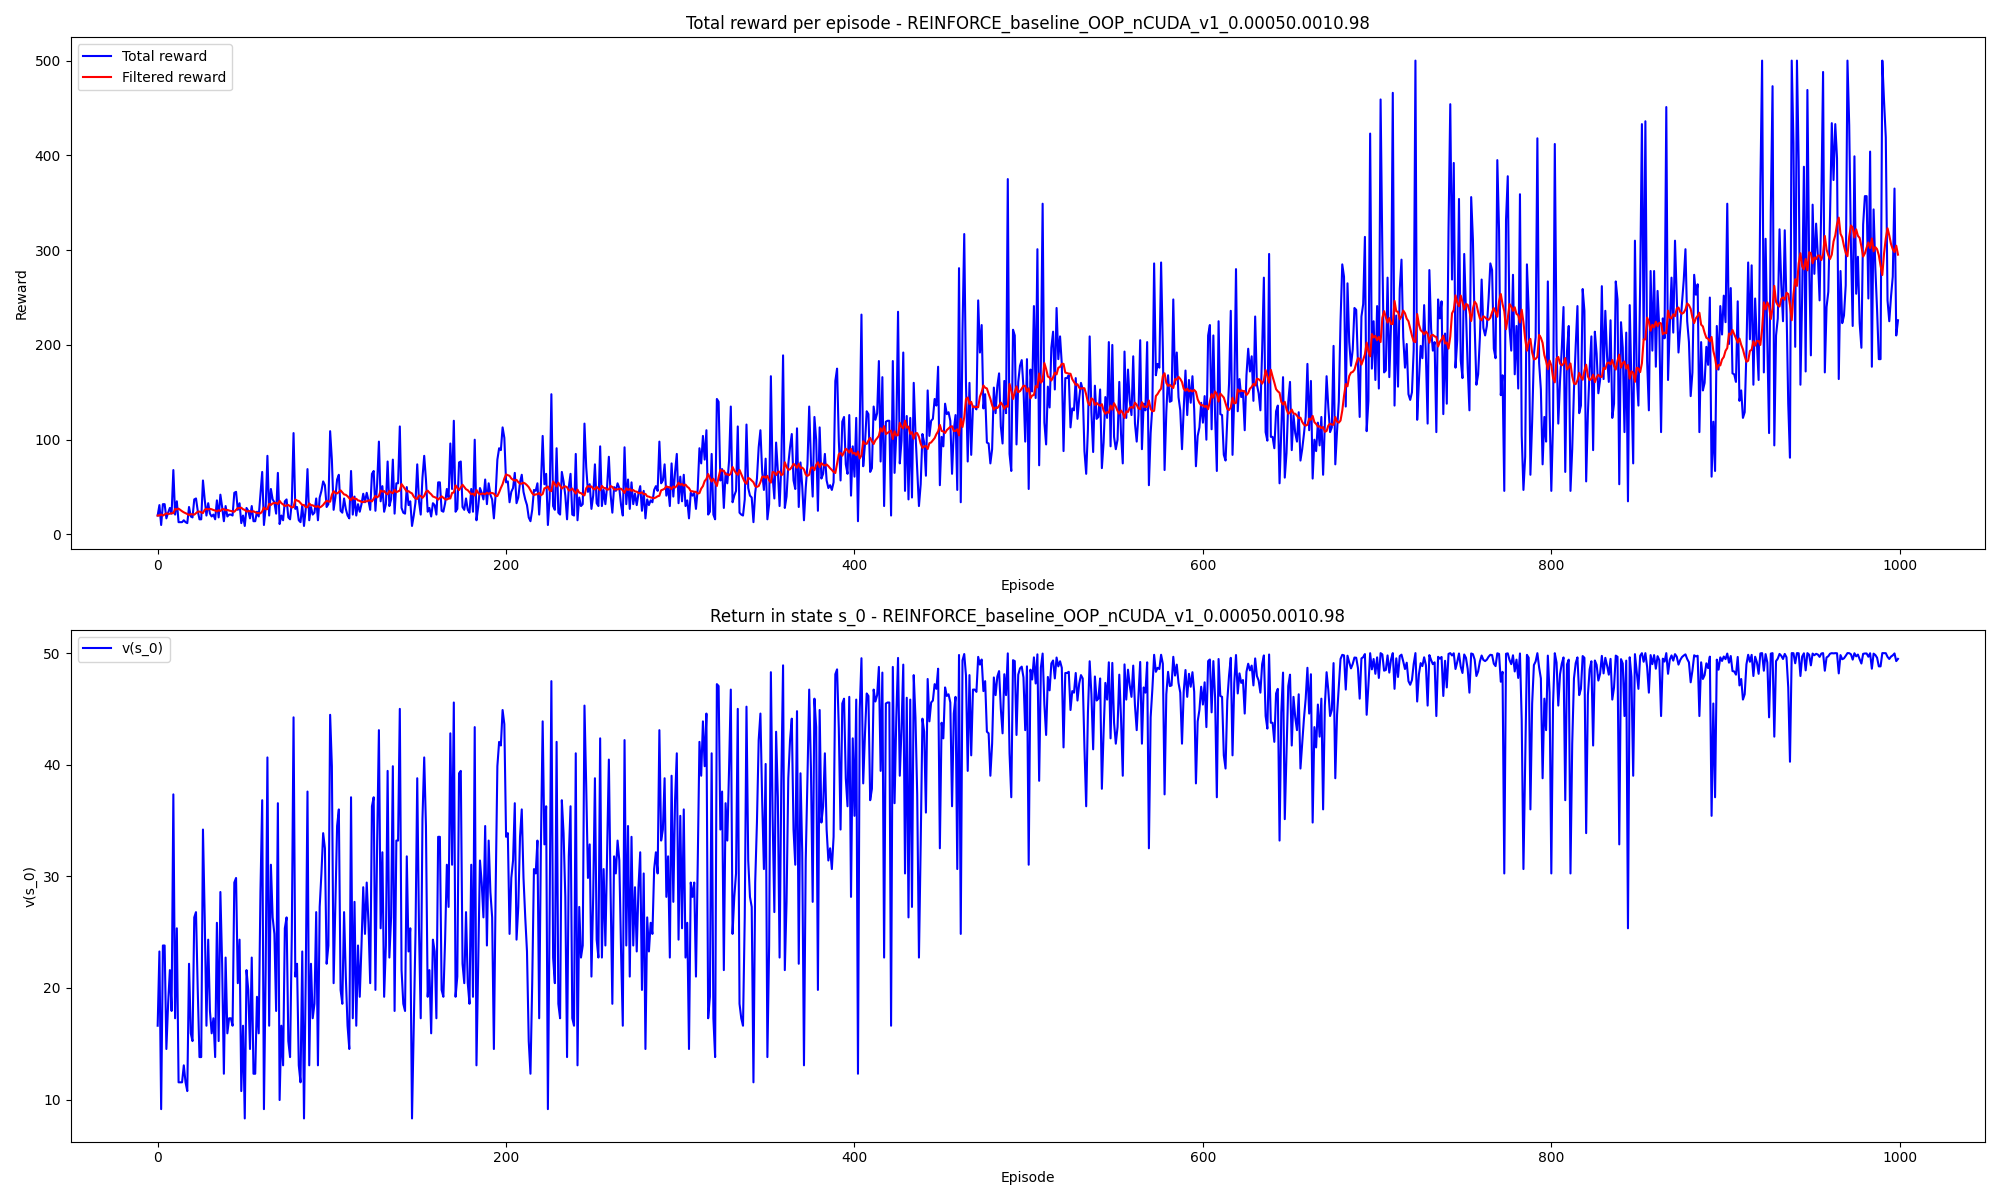 Total reward per episode - REINFORCE_baseline_OOP_nCUDA_v1_0.00050.0010.98
Total reward
Filtered reward
Reward
500
400
300
200
100
0
0 200 400 600 800 1000
Episode
Return in state s_0 - REINFORCE_baseline_OOP_nCUDA_v1_0.00050.0010.98
v(s_0)
v(s_0)
50
40
30
20
10
0 200 400 600 800 1000
Episode